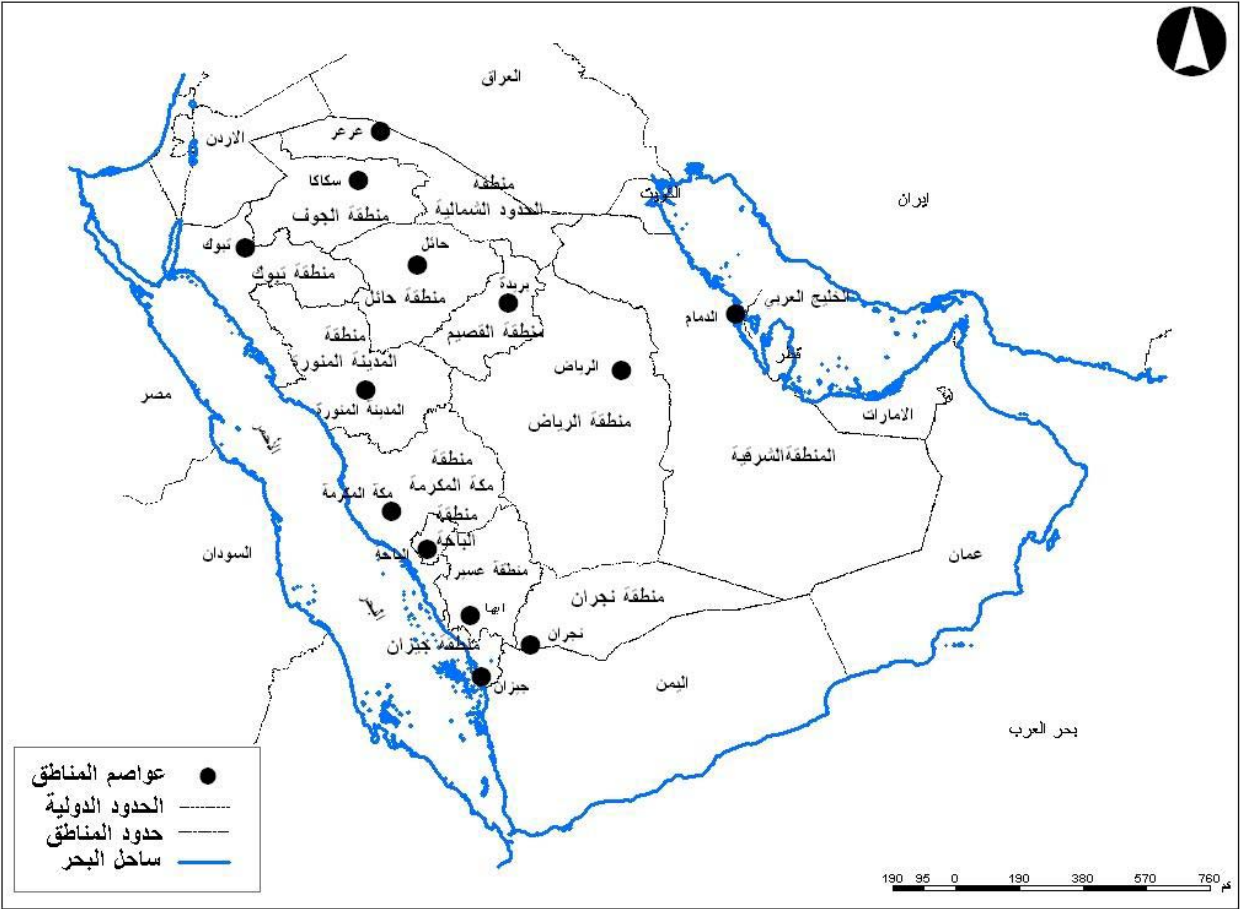 العراق
الاردن
عرعر
سكاكا
منطقة الجوف
منطقة
الحدود الشمالية
الكويت
ايران
تبوك
منطقة تبوك
حائل
منطقة حائل
بريدة
منطقة القصيم
الخليج العربي
الدمام
قطر
منطقة
المدينة المنورة
المدينة المنورة
الرياض
منطقة الرياض
مصر
الامارات
المنطقة الشرقية
الأحمر
البحر
منطقة
مكة المكرمة
مكة المكرمة
منطقة
الباحة
الباحة
السودان
عمان
منطقة عسير
ابها
منطقة نجران
نجران
منطقة جيزان
جيزان
اليمن
بحر العرب
عواصم المناطق
الحدود الدولية
حدود المناطق
ساحل البحر
190 95 0 190 380 570 760 كم